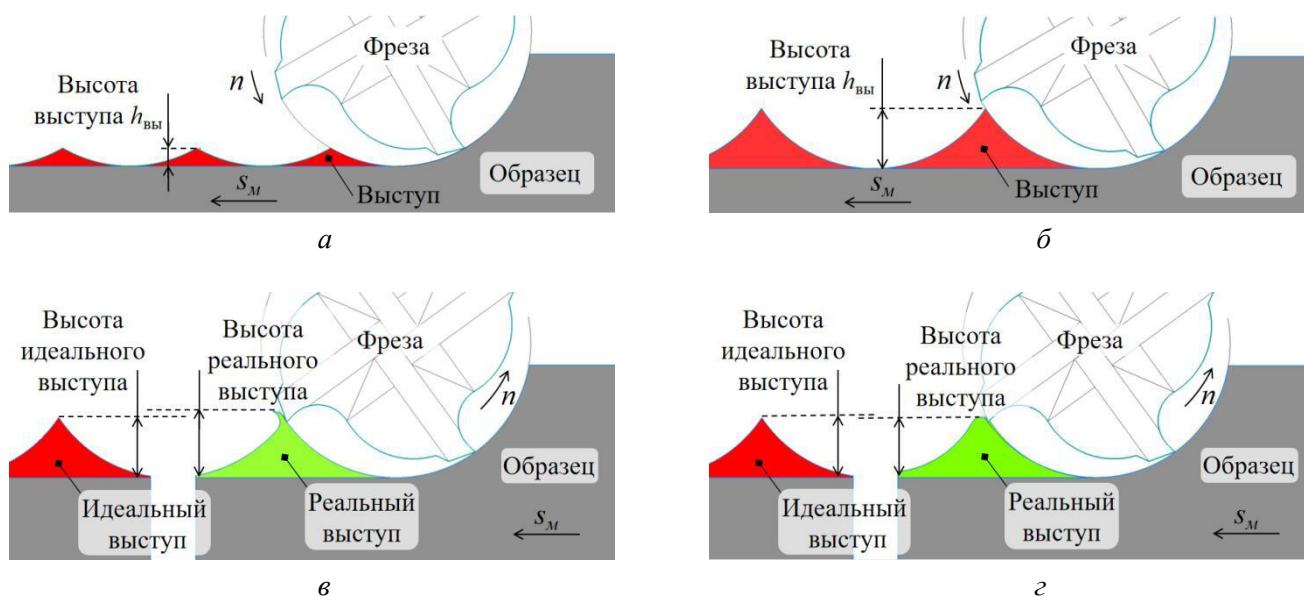 Фреза
Высота
выступа hвы
n
Образец
sм
Выступ
а
Фреза
Высота
выступа hвы
n
Образец
sм
Выступ
б
Высота
идеального
выступа
Высота
реального
выступа
Фреза
n
Образец
Идеальный
выступ
Реальный
выступ
sм
в
Высота
идеального
выступа
Высота
реального
выступа
Фреза
n
Образец
Идеальный
выступ
Реальный
выступ
sм
г